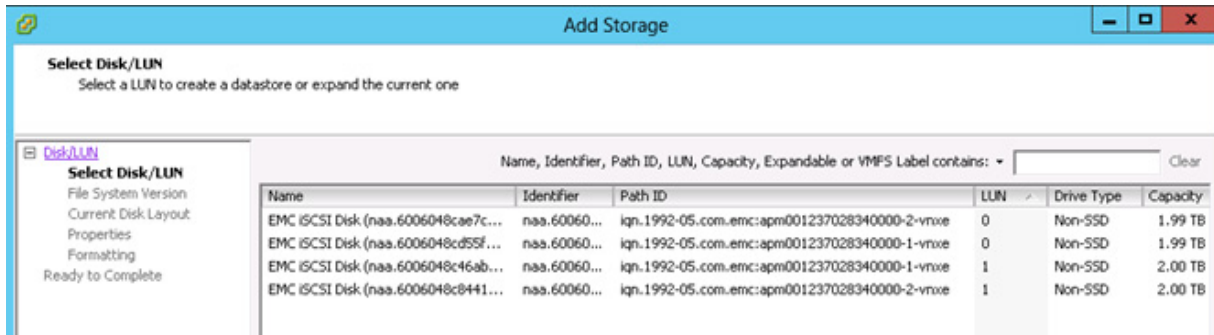 Add Storage
Select Disk/LUN
Select a LUN to create a datastore or expand the current one
Disk/LUN
Select Disk/LUN
File System Version
Current Disk Layout
Properties
Formatting
Ready to Complete
Name, Identifier, Path ID, LUN, Capacity, Expandable or VMFS Label contains: Clear
Name Identifier Path ID LUN Drive Type Capacity
EMC iSCSI Disk (naa.6006048cae7c... naa.60060... iqn.1992-05.com.emc:apm001237028340000-2-vnxe 0 Non-SSD 1.99 TB
EMC iSCSI Disk (naa.6006048cd55f... naa.60060... iqn.1992-05.com.emc:apm001237028340000-1-vnxe 0 Non-SSD 1.99 TB
EMC iSCSI Disk (naa.6006048c46ab... naa.60060... iqn.1992-05.com.emc:apm001237028340000-1-vnxe 1 Non-SSD 2.00 TB
EMC iSCSI Disk (naa.6006048c8441... naa.60060... iqn.1992-05.com.emc:apm001237028340000-2-vnxe 1 Non-SSD 2.00 TB